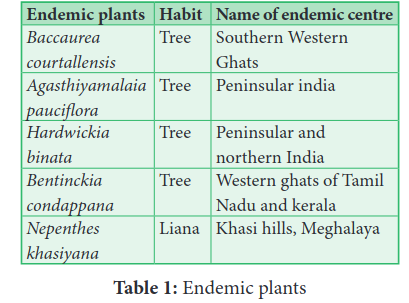 Endemic plants Habit Name of endemic centre
Baccaurea Tree Southern Western
courtallensis Ghats
Agasthiyamalaia Tree Peninsular india
pauciflora
Hardwickia Tree Peninsular and
binata northern India
Bentinckia Tree Western ghats of Tamil
condappana Nadu and kerala
Nepenthes Liana Khasi hills, Meghalaya
khasiyana
Table 1: Endemic plants